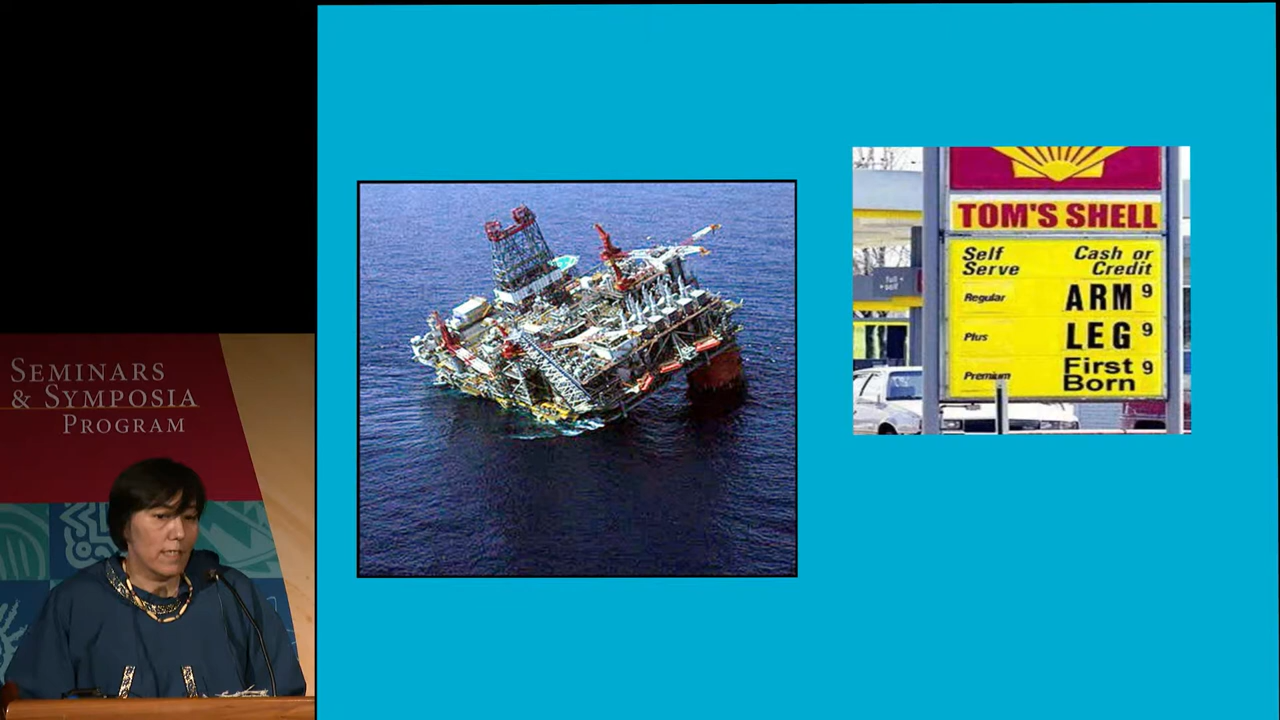 SEMINARS
& SYMPOSIA
PROGRAM
TOM'S SHELL
Self Serve
Cash or Credit
Regular ARM 9
Plus LEG 9
Premium First Born 9